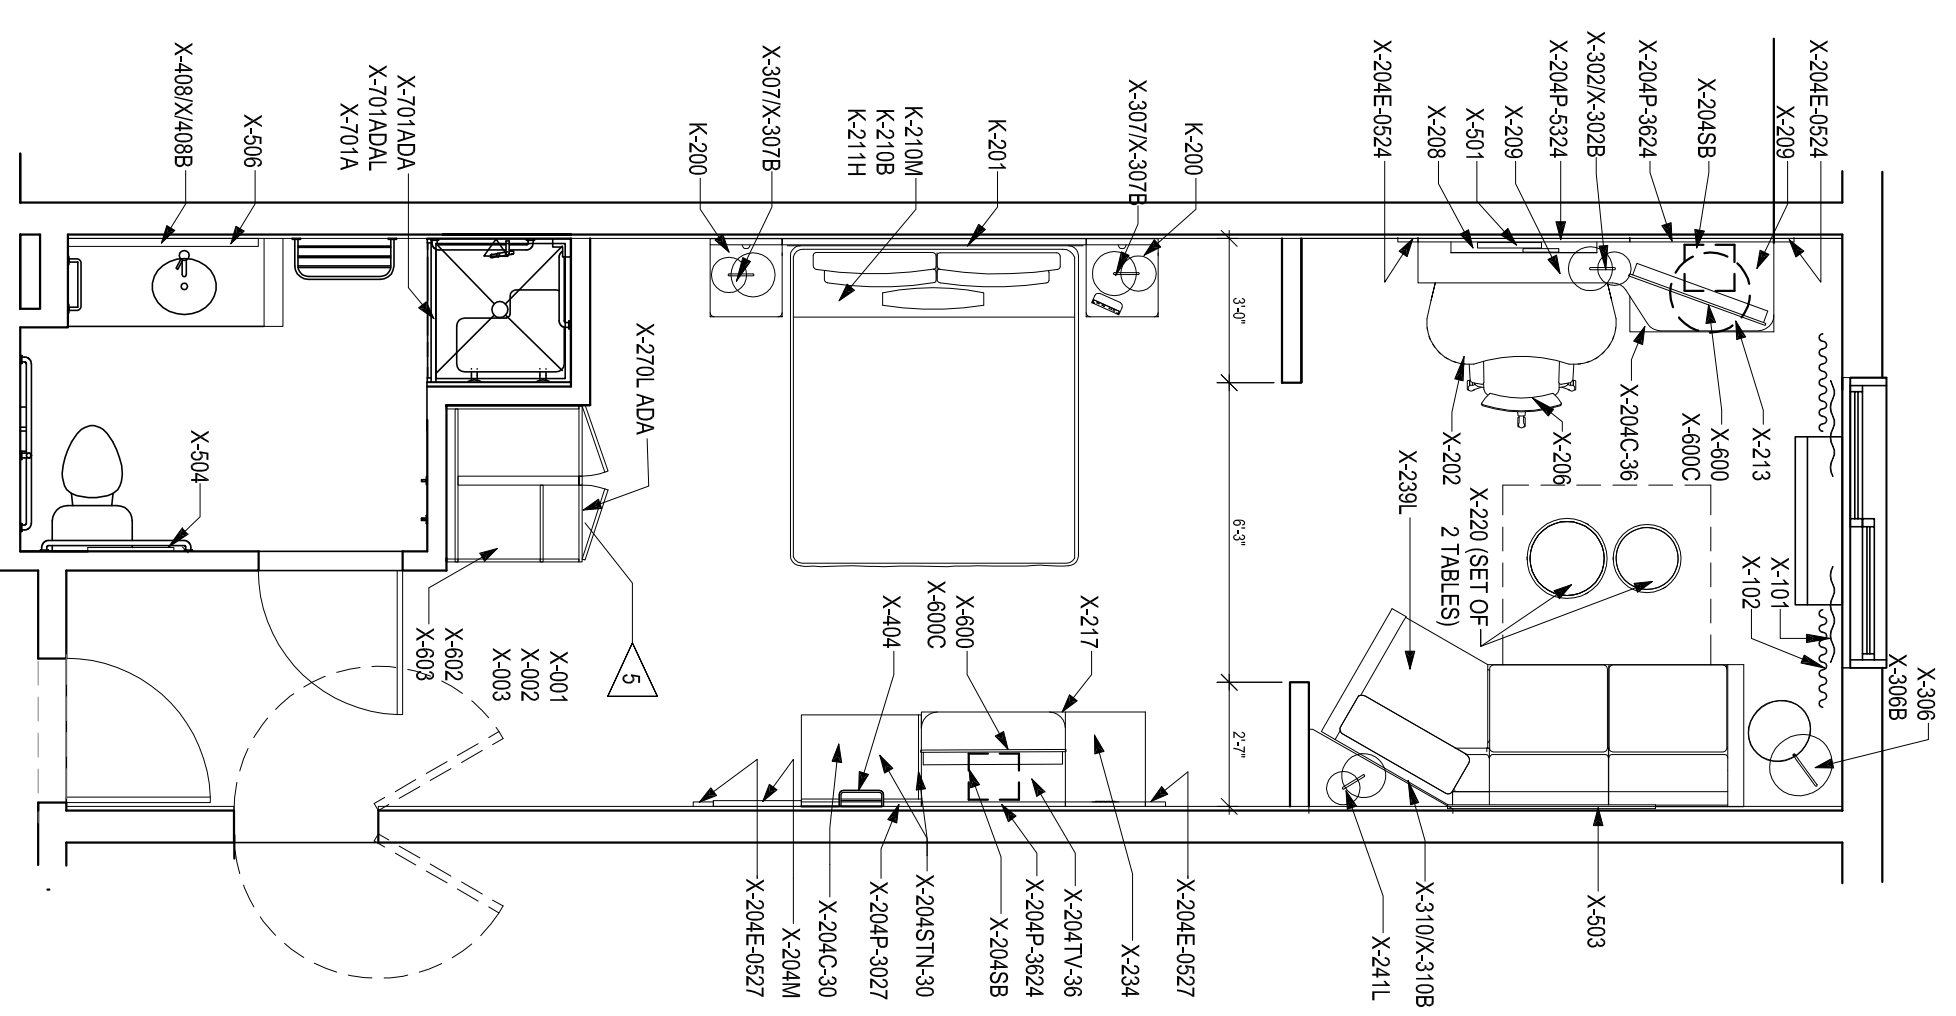 X-408/X/408B
X-506
X-701ADA
X-701ADAL
X-701A
K-200
X-307/X-307B
K-210M
K-210B
K-211H
K-201
X-307/X-307B
K-200
X-204E-0524
X-208
X-501
X-209
X-204P-5324
X-302/X-302B
X-204P-3624
X-204SB
X-209
X-204E-0524
3'-0"
6'-3"
2'-7"
X-213
X-600
X-600C
X-204C-36
X-206
X-202
X-239L
X-220 (SET OF
2 TABLES)
X-101
X-102
X-306
X-306B
X-504
X-270L ADA
X-602
X-603
X-001
X-002
X-003
5
X-404
X-600
X-600C
X-217
X-204E-0527
X-204M
X-204C-30
X-204P-3027
X-204STN-30
X-204SB
X-204P-3624
X-204TV-36
X-234
X-204E-0527
X-241L
X-310/X-310B
X-503